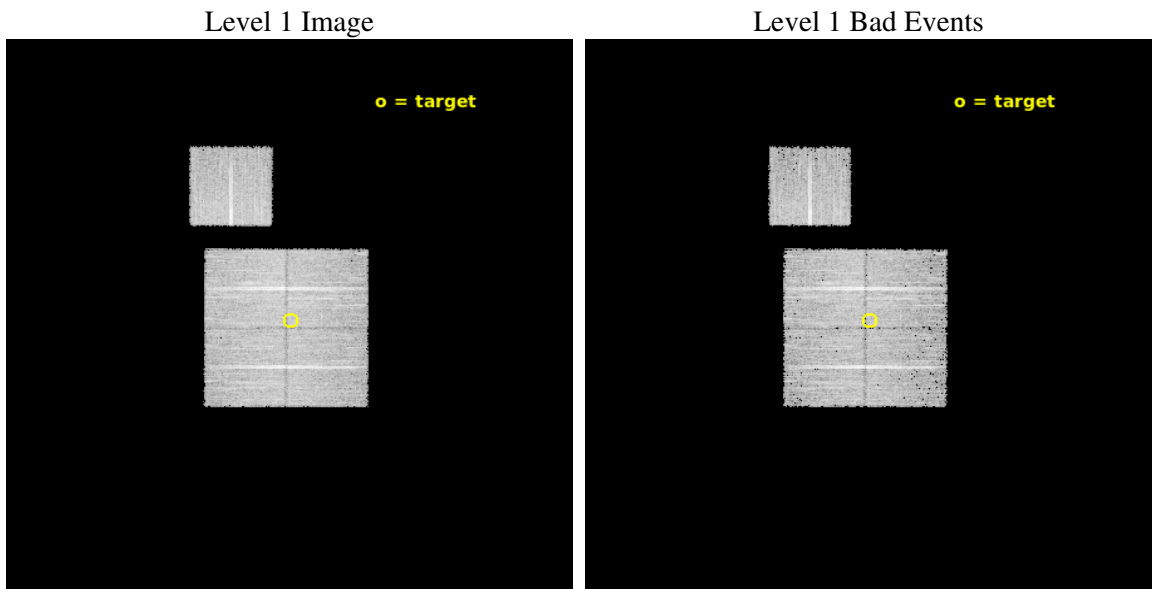 Level 1 Image
Level 1 Bad Events
o = target
o = target